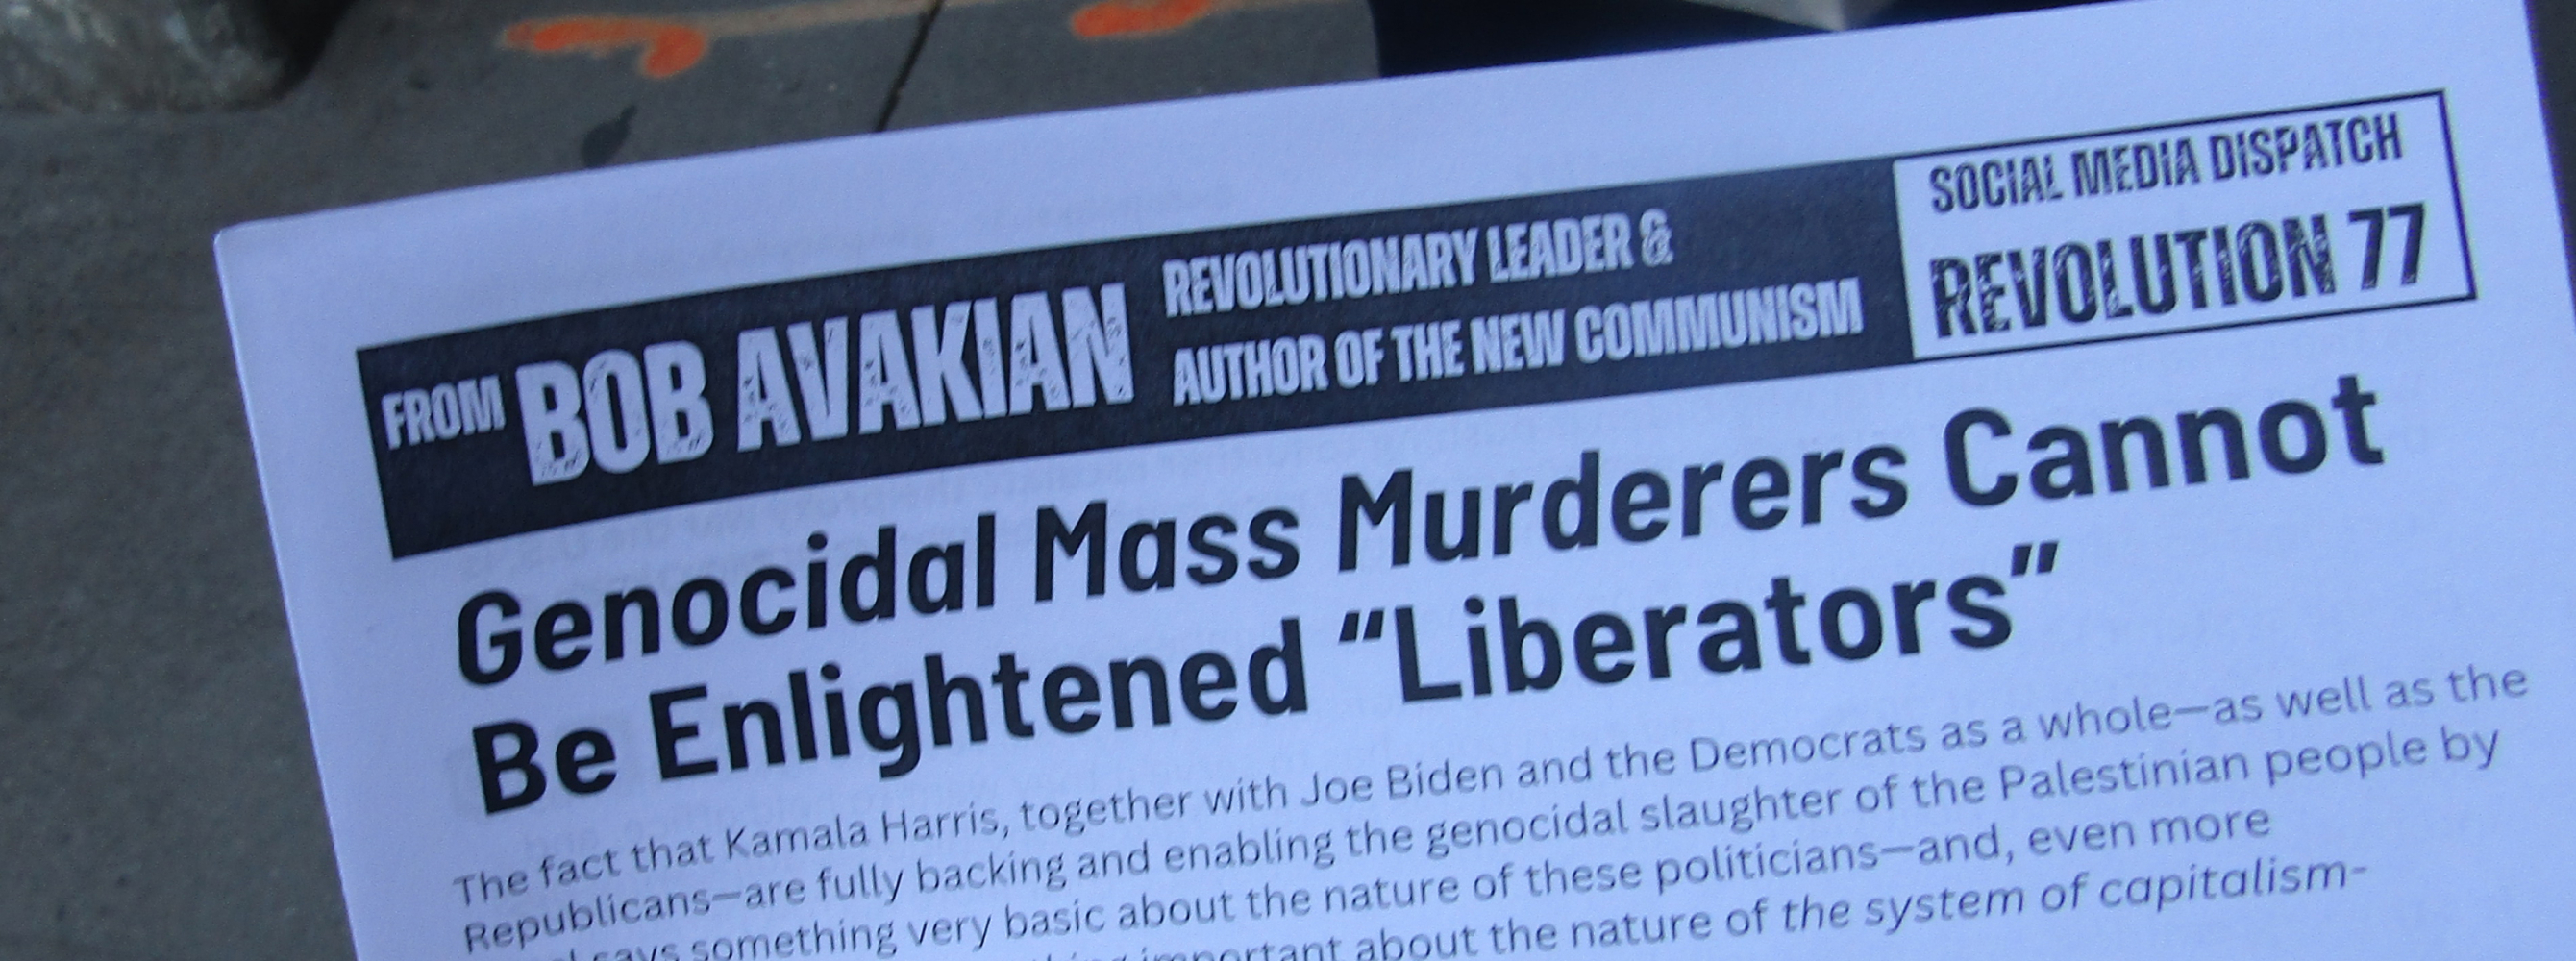 FROM BOB AVAKIAN REVOLUTIONARY LEADER &
AUTHOR OF THE NEW COMMUNISM
SOCIAL MEDIA DISPATCH
REVOLUTION 77
Genocidal Mass Murderers Cannot
Be Enlightened “Liberators”
The fact that Kamala Harris, together with Joe Biden and the Democrats as a whole—as well as the
Republicans—are fully backing and enabling the genocidal slaughter of the Palestinian people by
says something very basic about the nature of these politicians—and, even more
important about the nature of the system of capitalism-